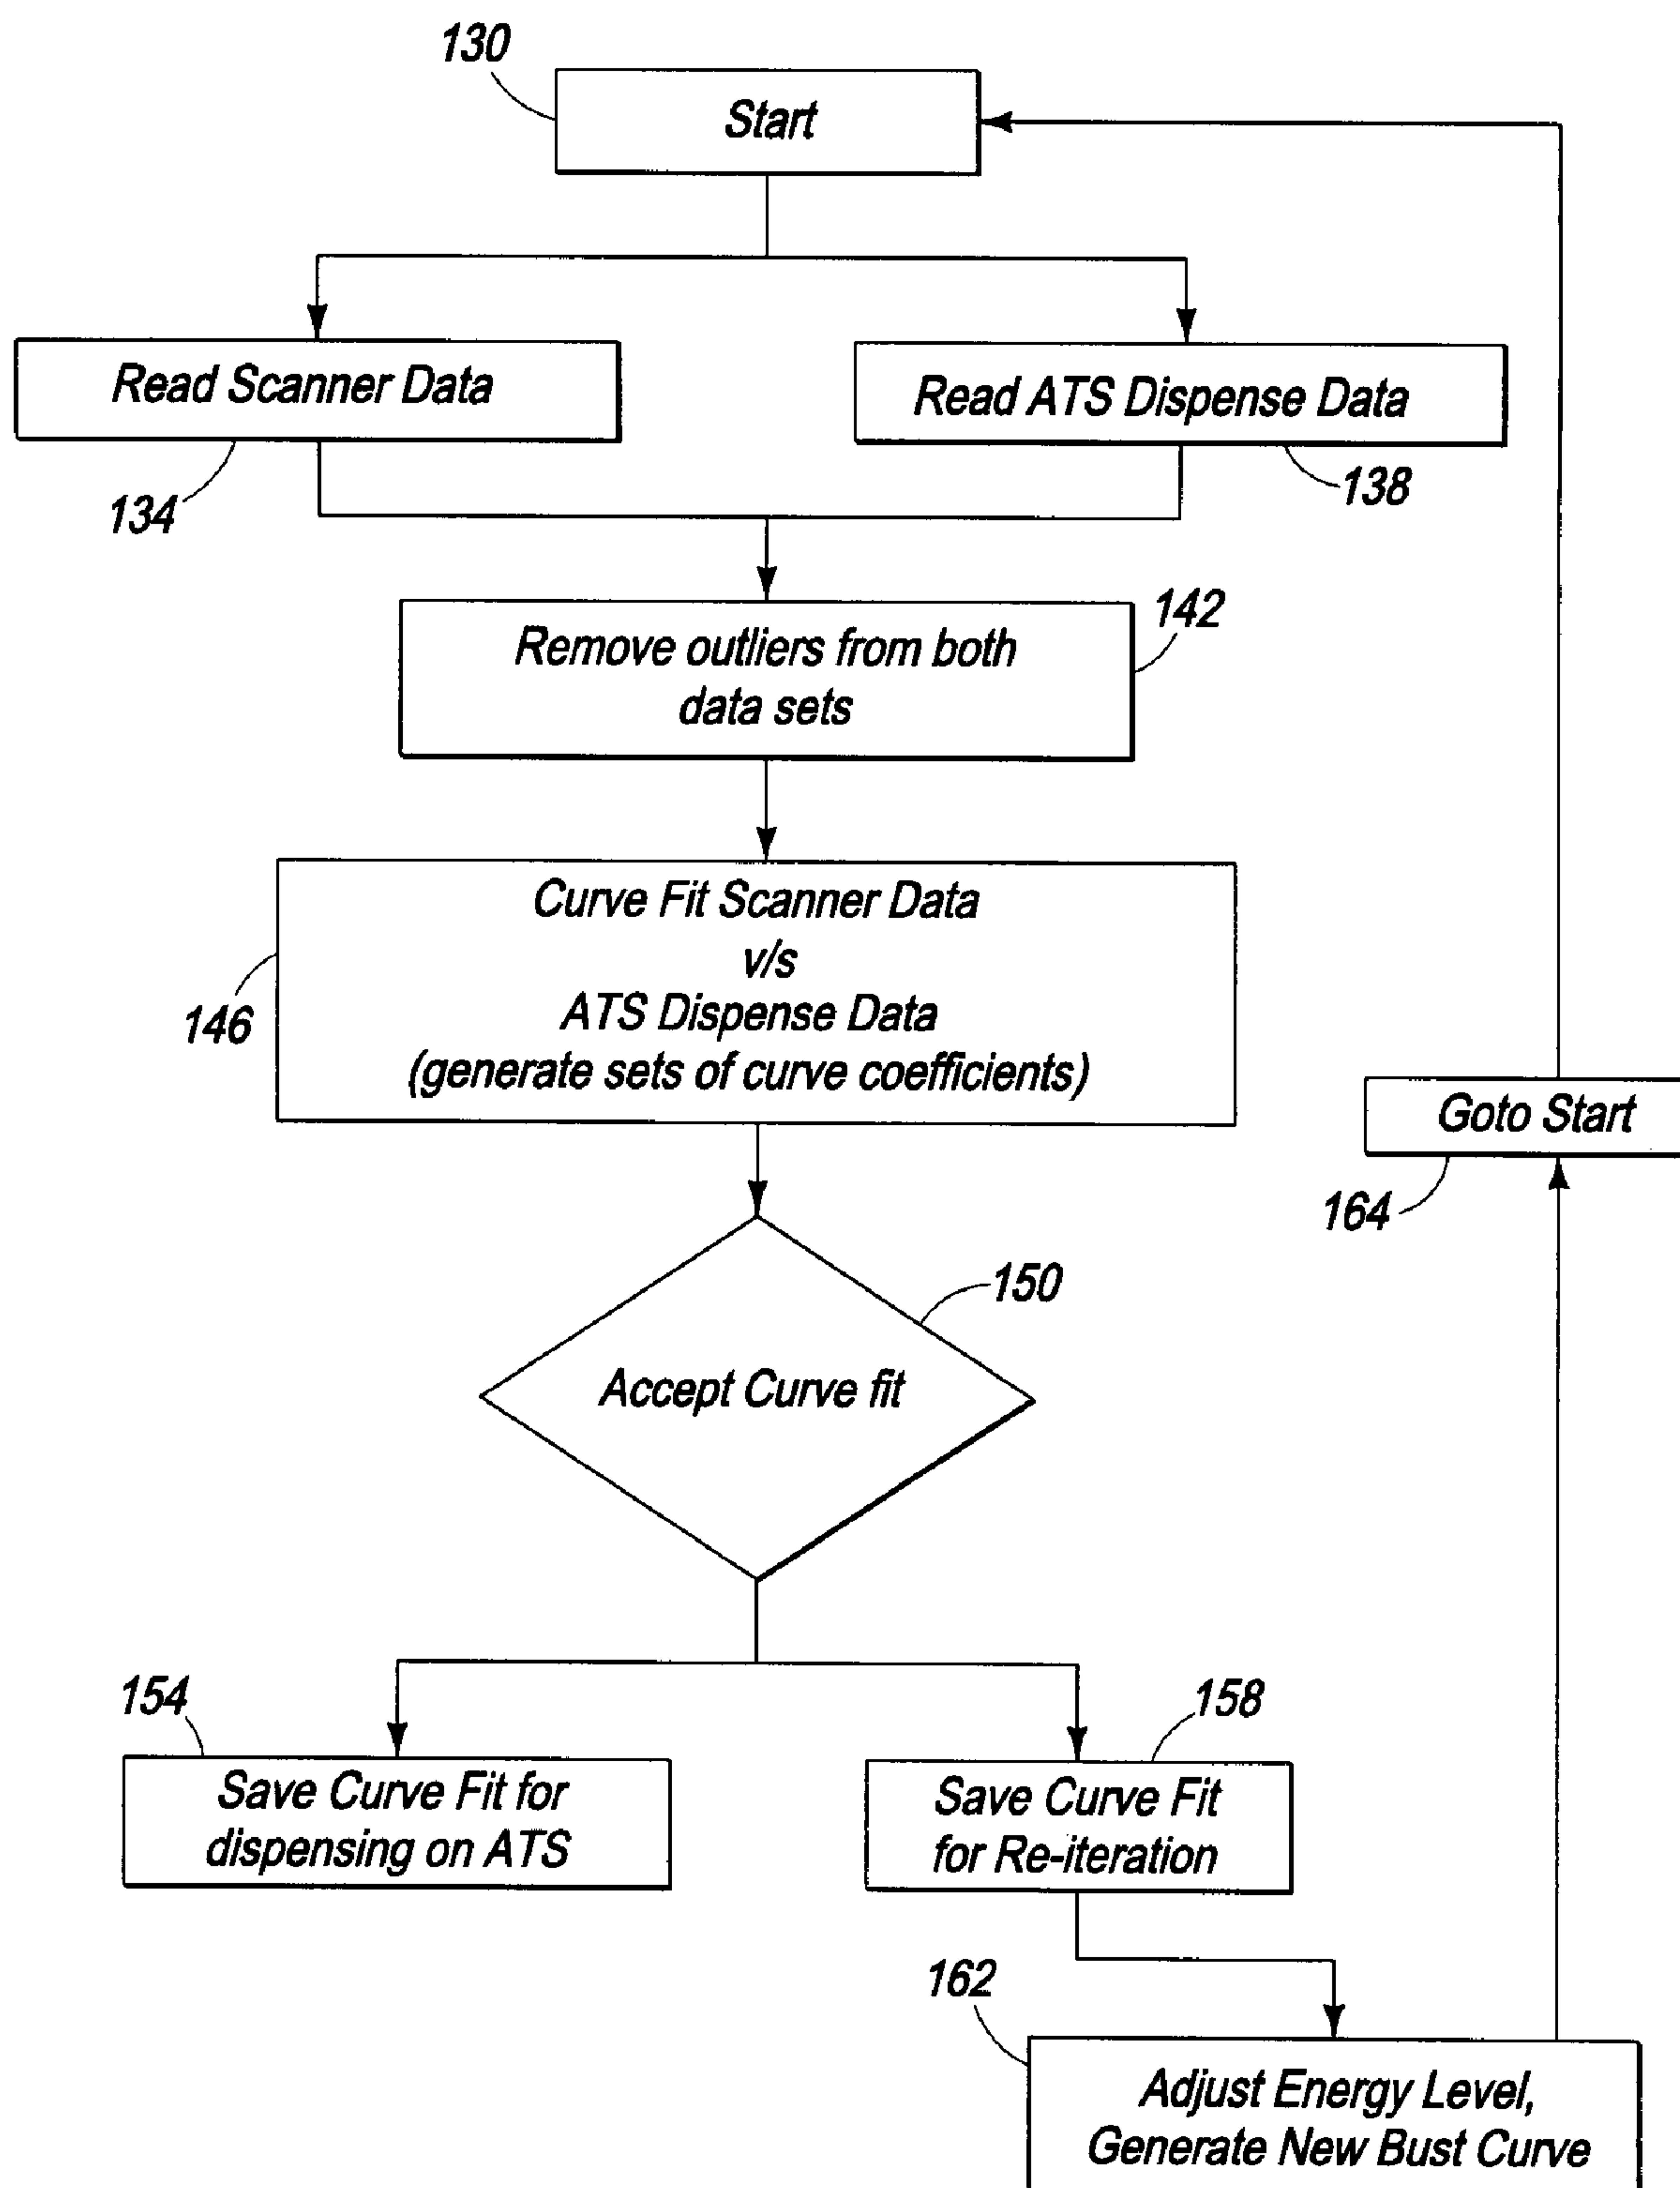 130
Start
Read Scanner Data
Read ATS Dispense Data
134
138
Remove outliers from both
data sets
142
Curve Fit Scanner Data
v/s
ATS Dispense Data
(generate sets of curve coefficients)
146
Goto Start
164
150
Accept Curve fit
154
Save Curve Fit for
dispensing on ATS
158
Save Curve Fit
for Re-iteration
162
Adjust Energy Level,
Generate New Bust Curve